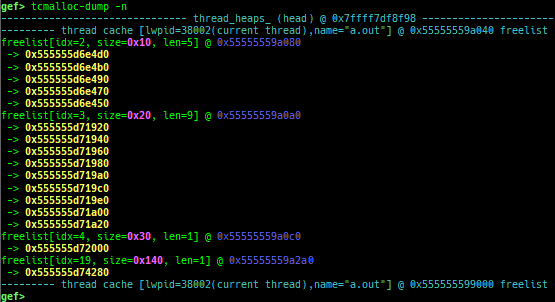 gef> tcmalloc-dump -n
-------------------------------- thread_heaps_ (head) @ 0x7ffff7df8f98 --------------------------------
--------- thread cache [lwpid=38002(current thread),name="a.out"] @ 0x55555559a040 freelist
freelist[idx=2, size=0x10, len=5] @ 0x55555559a080
 -> 0x555555d6e4d0
 -> 0x555555d6e4b0
 -> 0x555555d6e490
 -> 0x555555d6e470
 -> 0x555555d6e450
freelist[idx=3, size=0x20, len=9] @ 0x55555559a0a0
 -> 0x555555d71920
 -> 0x555555d71940
 -> 0x555555d71960
 -> 0x555555d71980
 -> 0x555555d719a0
 -> 0x555555d719c0
 -> 0x555555d719e0
 -> 0x555555d71a00
 -> 0x555555d71a20
freelist[idx=4, size=0x30, len=1] @ 0x55555559a0c0
 -> 0x555555d72000
freelist[idx=19, size=0x140, len=1] @ 0x55555559a2a0
 -> 0x555555d74280
--------- thread cache [lwpid=38002(current thread),name="a.out"] @ 0x555555599000 freelist
gef>